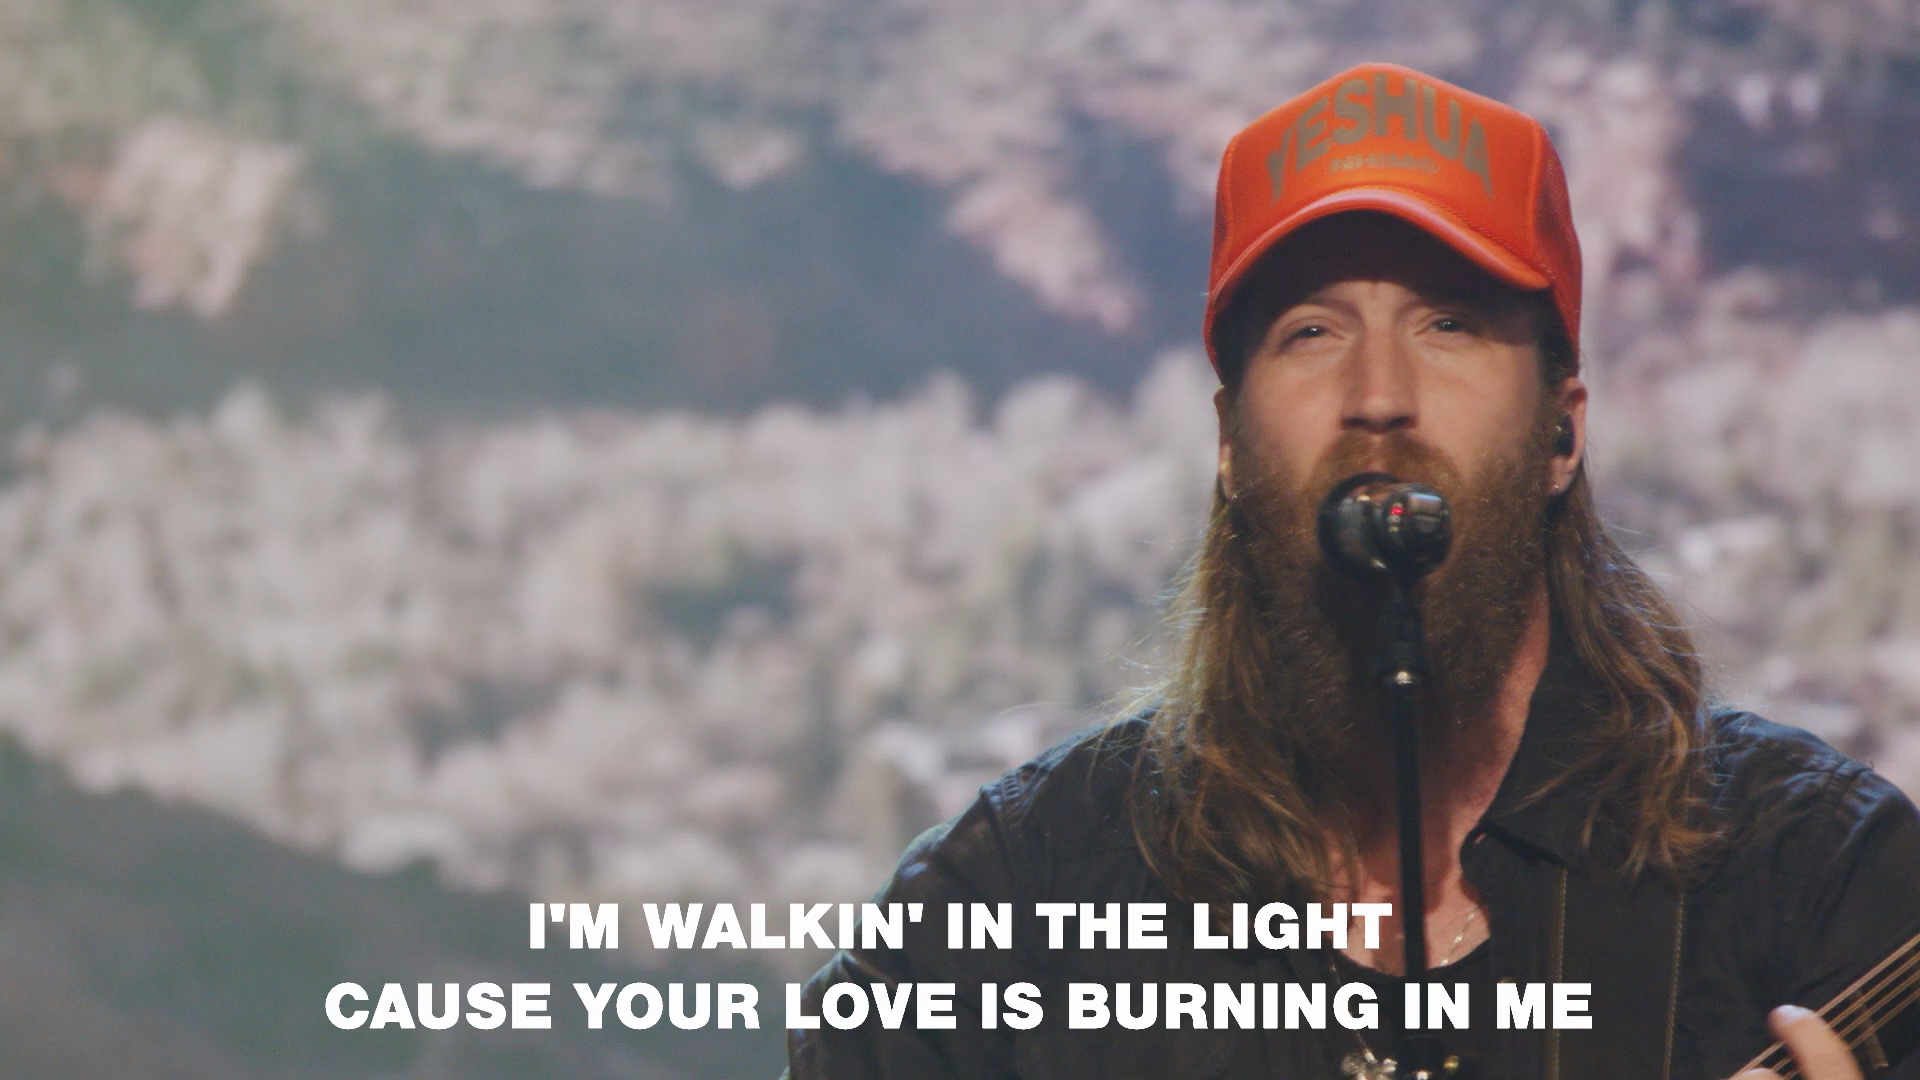 YESHUA
I'M WALKIN' IN THE LIGHT
CAUSE YOUR LOVE IS BURNING IN ME